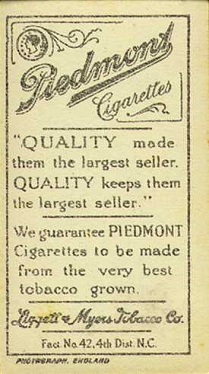 Piedmont
Cigarettes
"QUALITY made
them the largest seller.
QUALITY keeps them
the largest seller."
We guarantee PIEDMONT
Cigarettes to be made
from the very best
tobacco grown.
Liggett & Myers Tobacco Co.
Fact No. 42, 4th Dist. N.C.
PHOTOGRAPH, ENGLAND